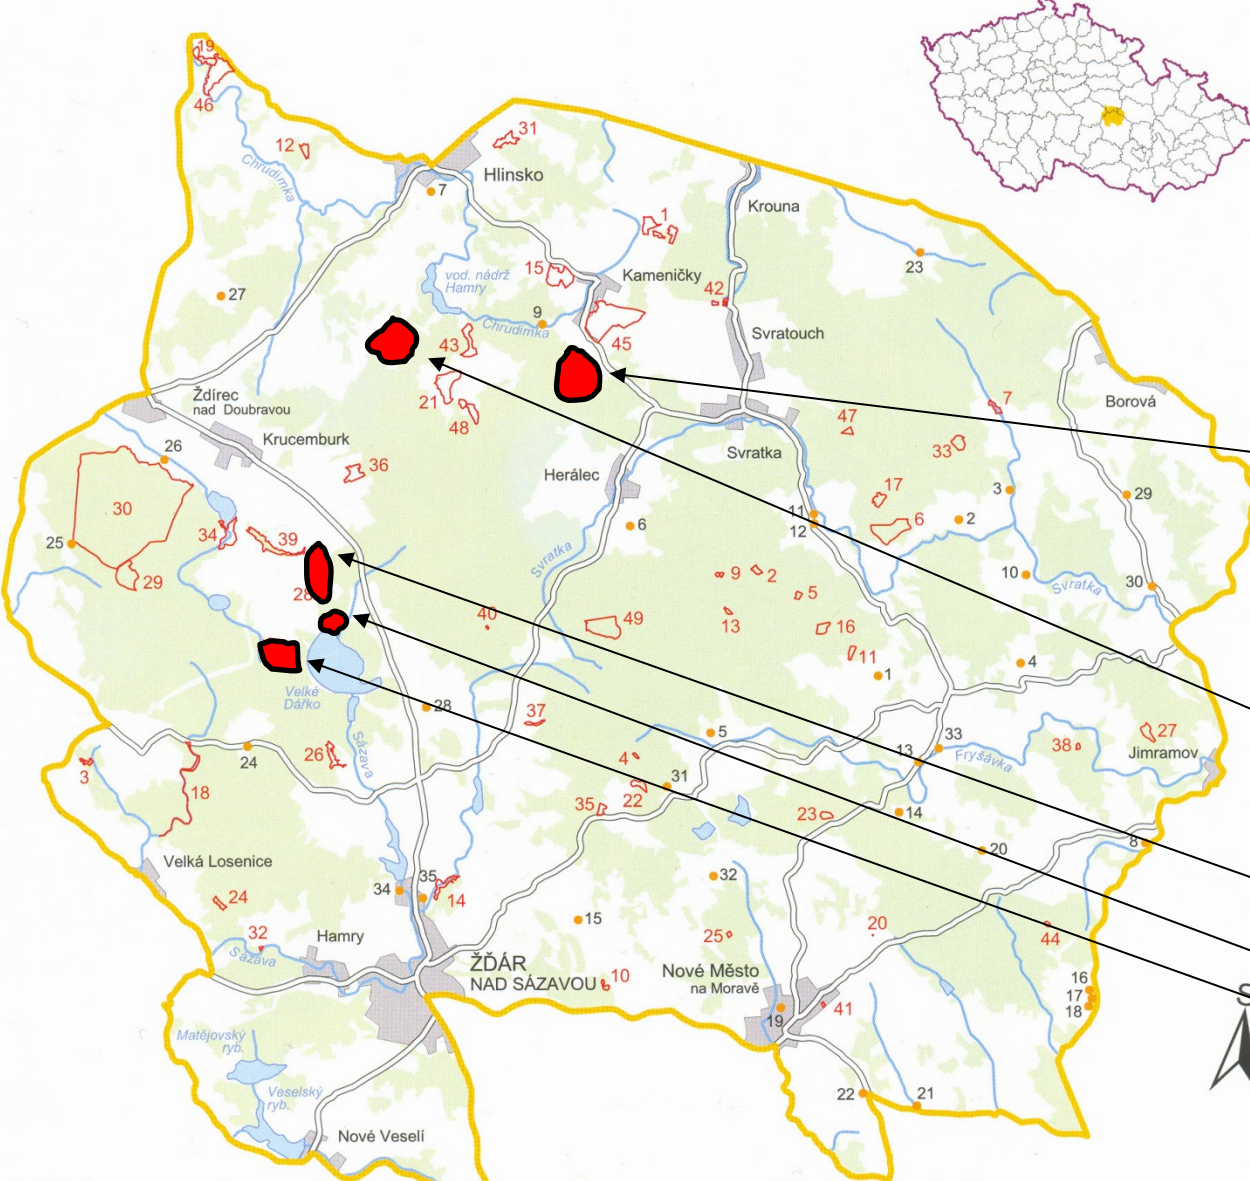 19
46
12
31
Hlinsko
Chrudimka
7
Krouna
1
23
vod. nádrž
Hamry
15
Kameničky
27
42
9
Chrudimka
Svratouch
43
45
Ždírec
nad Doubravou
21
48
Borová
7
47
33
Krucemburk
26
36
Herálec
Svratka
17
3
29
30
34
39
6
11
12
6
2
25
29
28
Svratka
9
2
5
10
Svratka
30
40
49
13
16
11
1
4
Velké
Dářko
28
37
5
33
27
38
Jimramov
24
26
Sázava
4
13
Fryšávka
3
18
31
22
35
23
14
8
20
Velká Losenice
34
35
14
32
24
15
20
25
44
32
Hamry
Sázava
ŽĎÁR
NAD SÁZAVOU
10
Nové Město
na Moravě
16
17
18
S
19
41
Matějovský
ryb.
Veselský
ryb.
22
21
Nové Veselí